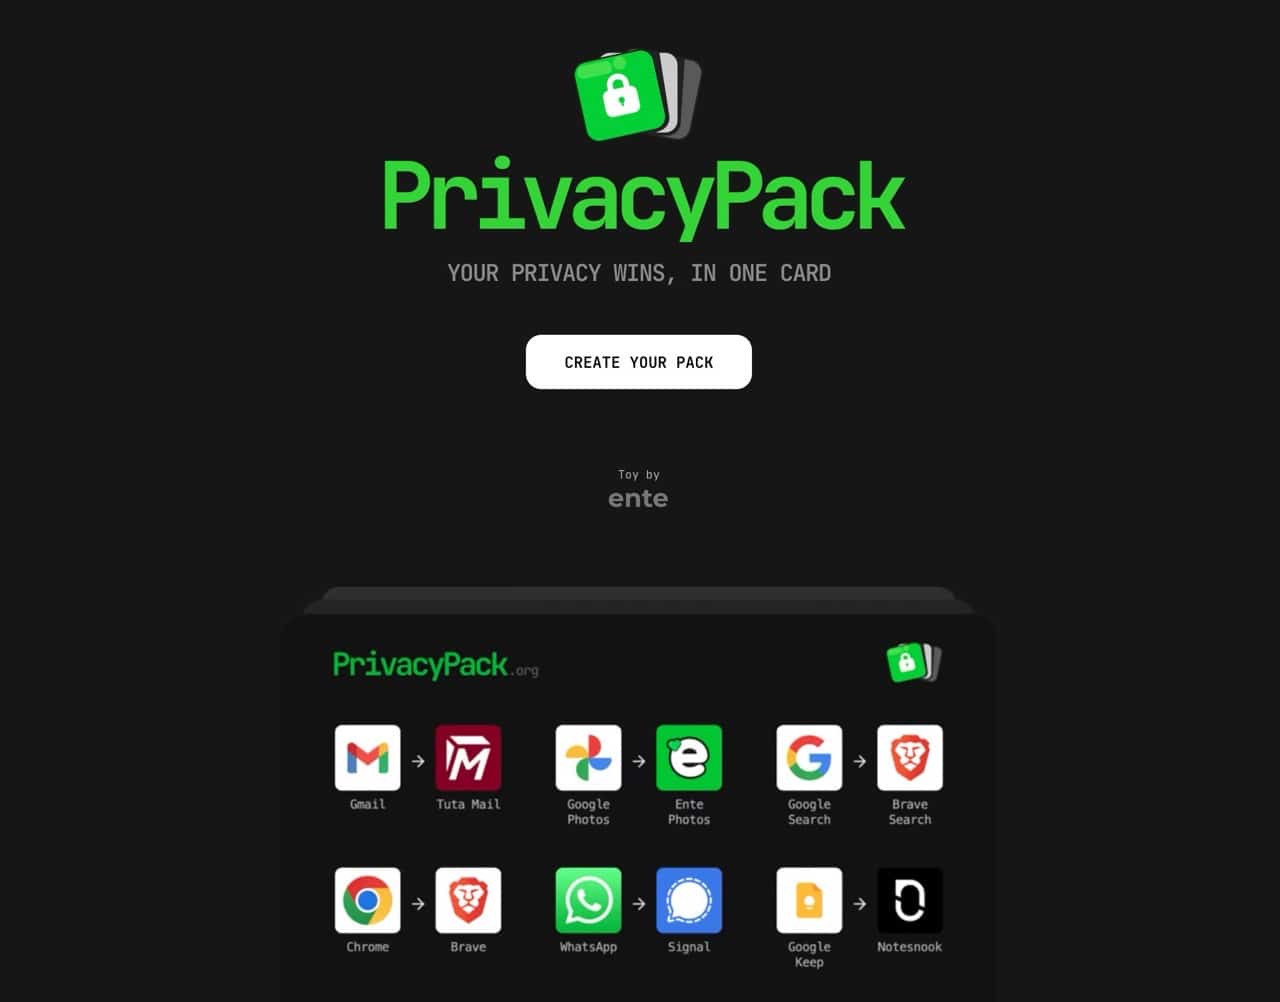 PrivacyPack
YOUR PRIVACY WINS, IN ONE CARD
CREATE YOUR PACK
Toy by
ente
PrivacyPack.org
Gmail
Tuta Mail
Google
Photos
Ente
Photos
Google
Search
Brave
Search
Chrome
Brave
WhatsApp
Signal
Google
Keep
Notesnook